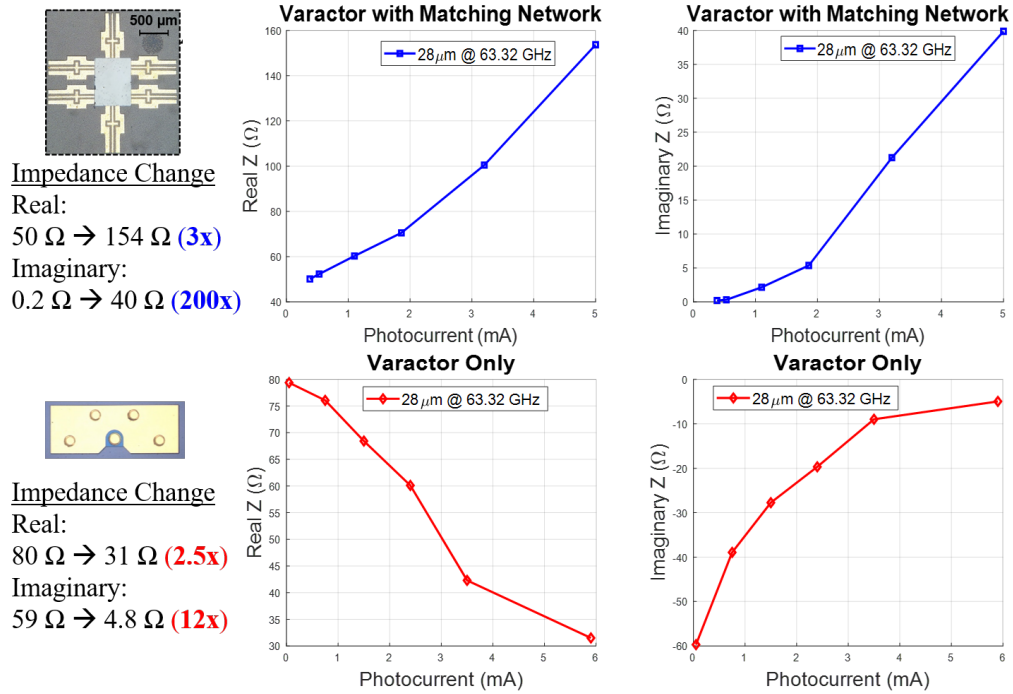 500 µm
Impedance Change
Real:
50 Ω → 154 Ω (3x)
Imaginary:
0.2 Ω → 40 Ω (200x)
Varactor with Matching Network
28µm @ 63.32 GHz
Real Z (Ω)
160
140
120
100
80
60
40
0 1 2 3 4 5
Photocurrent (mA)
Varactor with Matching Network
28µm @ 63.32 GHz
Imaginary Z (Ω)
40
35
30
25
20
15
10
5
0
0 1 2 3 4 5
Photocurrent (mA)
Impedance Change
Real:
80 Ω → 31 Ω (2.5x)
Imaginary:
59 Ω → 4.8 Ω (12x)
Varactor Only
28µm @ 63.32 GHz
Real Z (Ω)
80
75
70
65
60
55
50
45
40
35
30
0 1 2 3 4 5 6
Photocurrent (mA)
Varactor Only
28µm @ 63.32 GHz
Imaginary Z (Ω)
0
-10
-20
-30
-40
-50
-60
0 1 2 3 4 5 6
Photocurrent (mA)